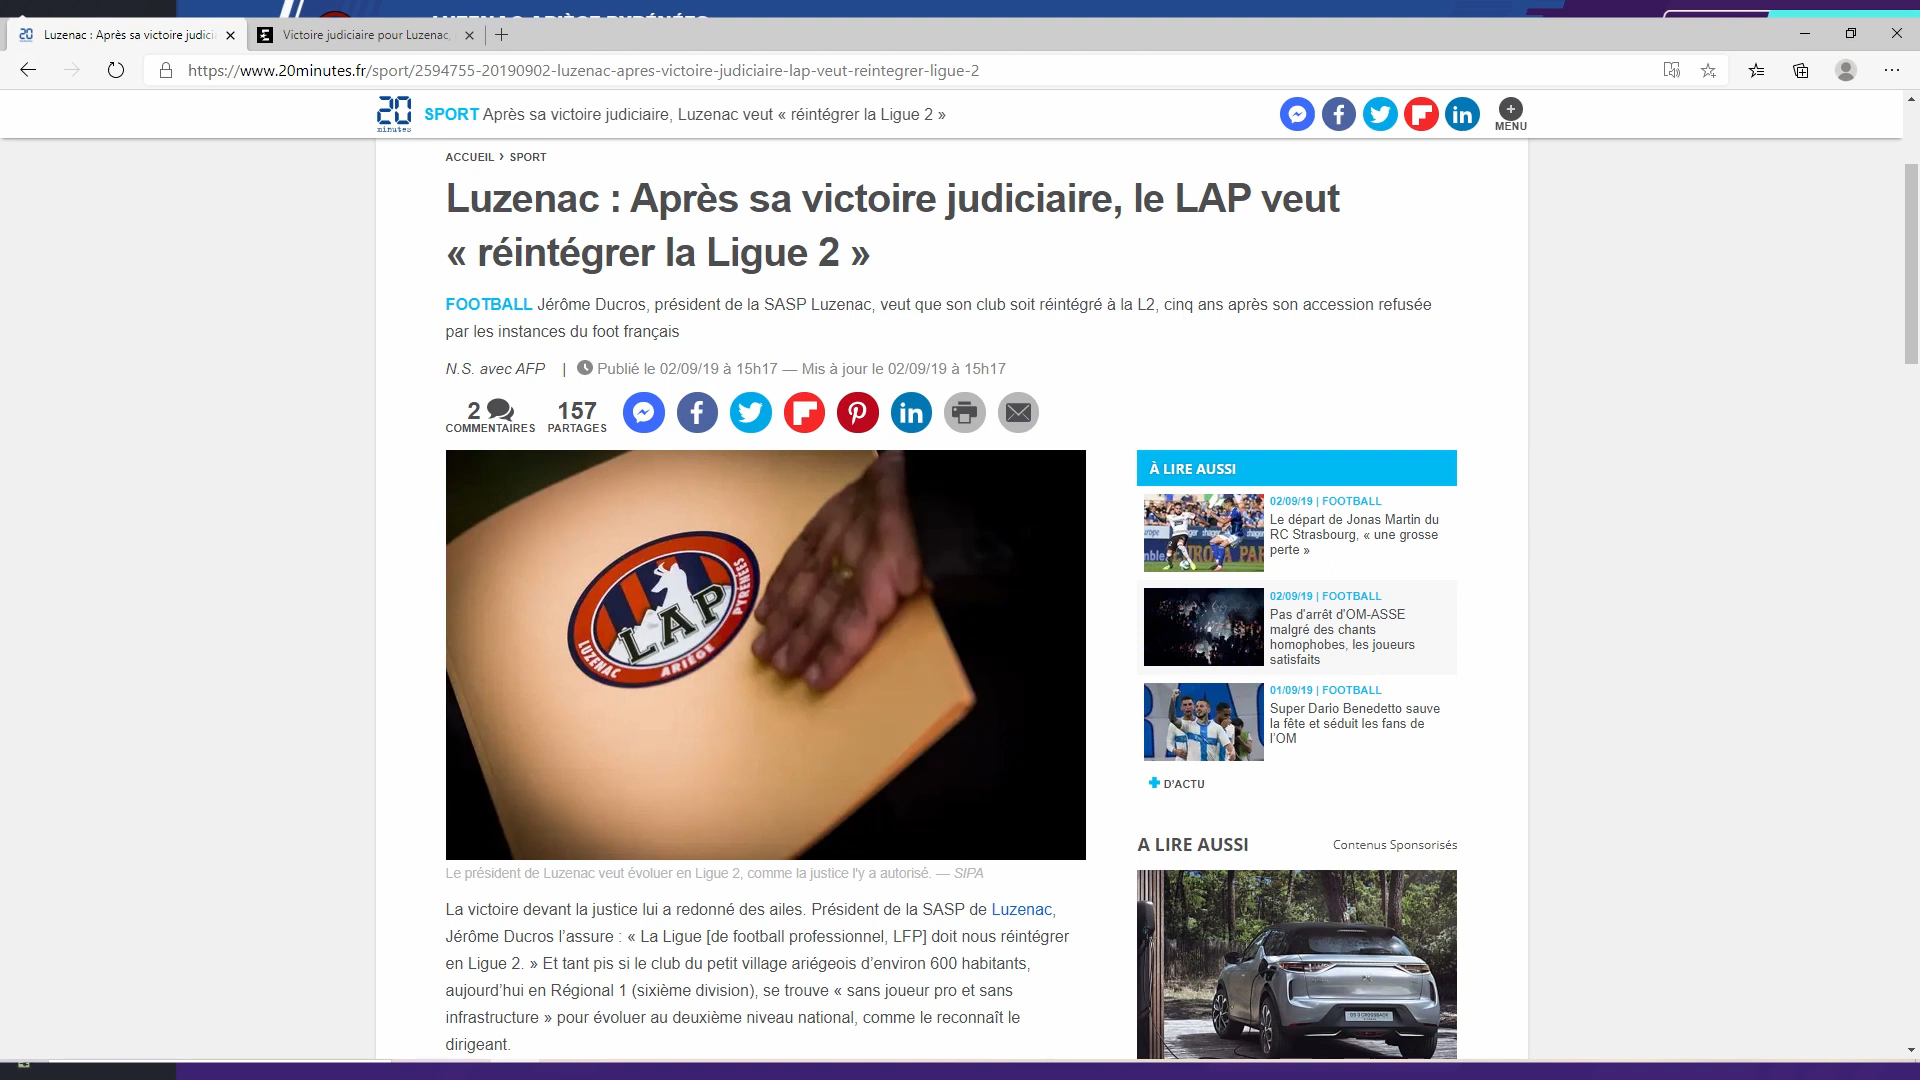 Luzenac : Après sa victoire judici
Victoire judiciaire pour Luzenac,
https://www.20minutes.fr/sport/2594755-20190902-luzenac-apres-victoire-judiciaire-lap-veut-reintegrer-ligue-2
20 minutes
SPORT Après sa victoire judiciaire, Luzenac veut « réintégrer la Ligue 2 »
MENU
ACCUEIL › SPORT
Luzenac : Après sa victoire judiciaire, le LAP veut
« réintégrer la Ligue 2 »
FOOTBALL Jérôme Ducros, président de la SASP Luzenac, veut que son club soit réintégré à la L2, cinq ans après son accession refusée
par les instances du foot français
N.S. avec AFP | Publié le 02/09/19 à 15h17 — Mis à jour le 02/09/19 à 15h17
2
COMMENTAIRES
157
PARTAGES
LAP
LUZENAC ARIÈGE PYRÉNÉES
Le président de Luzenac veut évoluer en Ligue 2, comme la justice l'y a autorisé. — SIPA
La victoire devant la justice lui a redonné des ailes. Président de la SASP de Luzenac,
Jérôme Ducros l’assure : « La Ligue [de football professionnel, LFP] doit nous réintégrer
en Ligue 2. » Et tant pis si le club du petit village ariégeois d’environ 600 habitants,
aujourd’hui en Régional 1 (sixième division), se trouve « sans joueur pro et sans
infrastructure » pour évoluer au deuxième niveau national, comme le reconnaît le
dirigeant.
À LIRE AUSSI
02/09/19 | FOOTBALL
Le départ de Jonas Martin du
RC Strasbourg, « une grosse
perte »
02/09/19 | FOOTBALL
Pas d'arrêt d'OM-ASSE
malgré des chants
homophobes, les joueurs
satisfaits
01/09/19 | FOOTBALL
Super Dario Benedetto sauve
la fête et séduit les fans de
l’OM
D'ACTU
A LIRE AUSSI
Contenus Sponsorisés